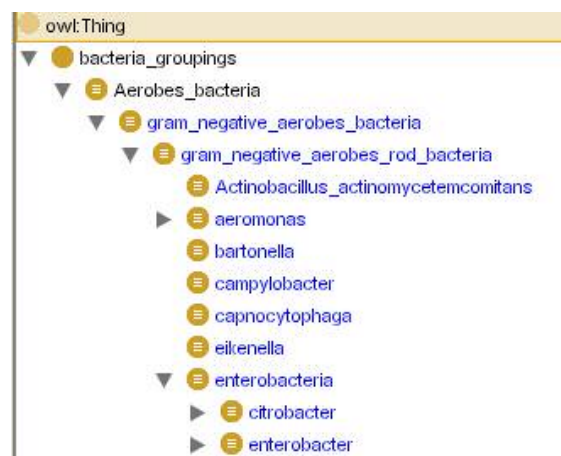 owl:Thing
bacteria_groupings
Aerobes_bacteria
gram_negative_aerobes_bacteria
gram_negative_aerobes_rod_bacteria
Actinobacillus_actinomycetemcomitans
aeromonas
bartonella
campylobacter
capnocytophaga
eikenella
enterobacteria
citrobacter
enterobacter